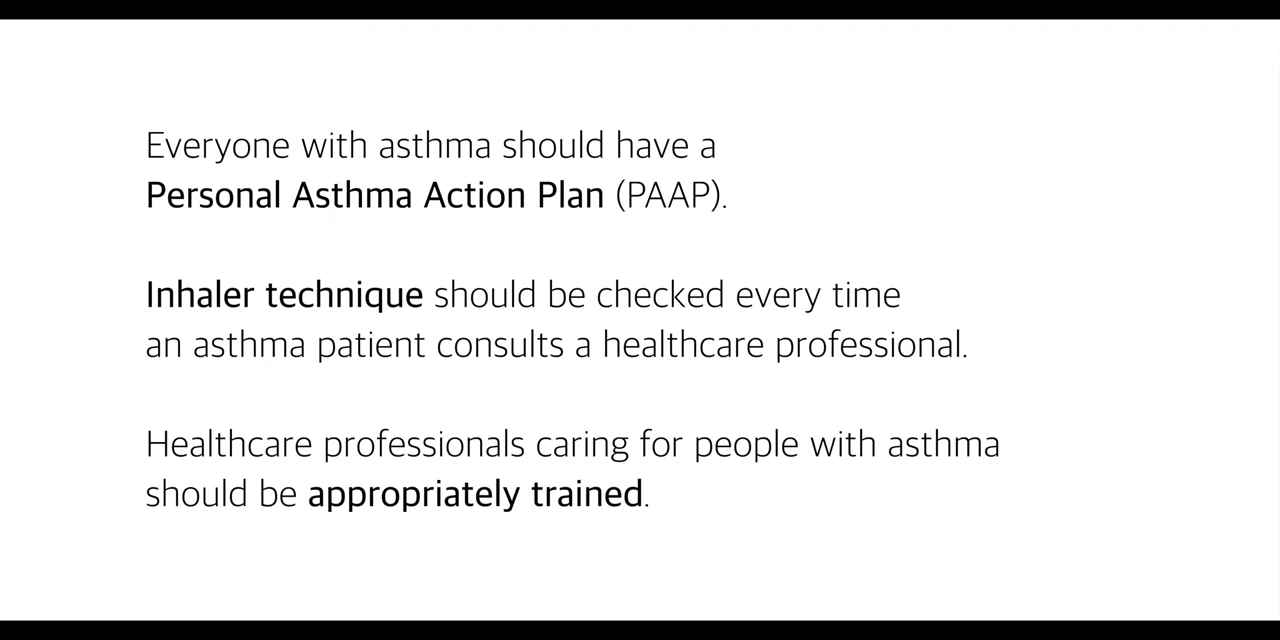 Everyone with asthma should have a
Personal Asthma Action Plan (PAAP).
Inhaler technique should be checked every time
an asthma patient consults a healthcare professional.
Healthcare professionals caring for people with asthma
should be appropriately trained.